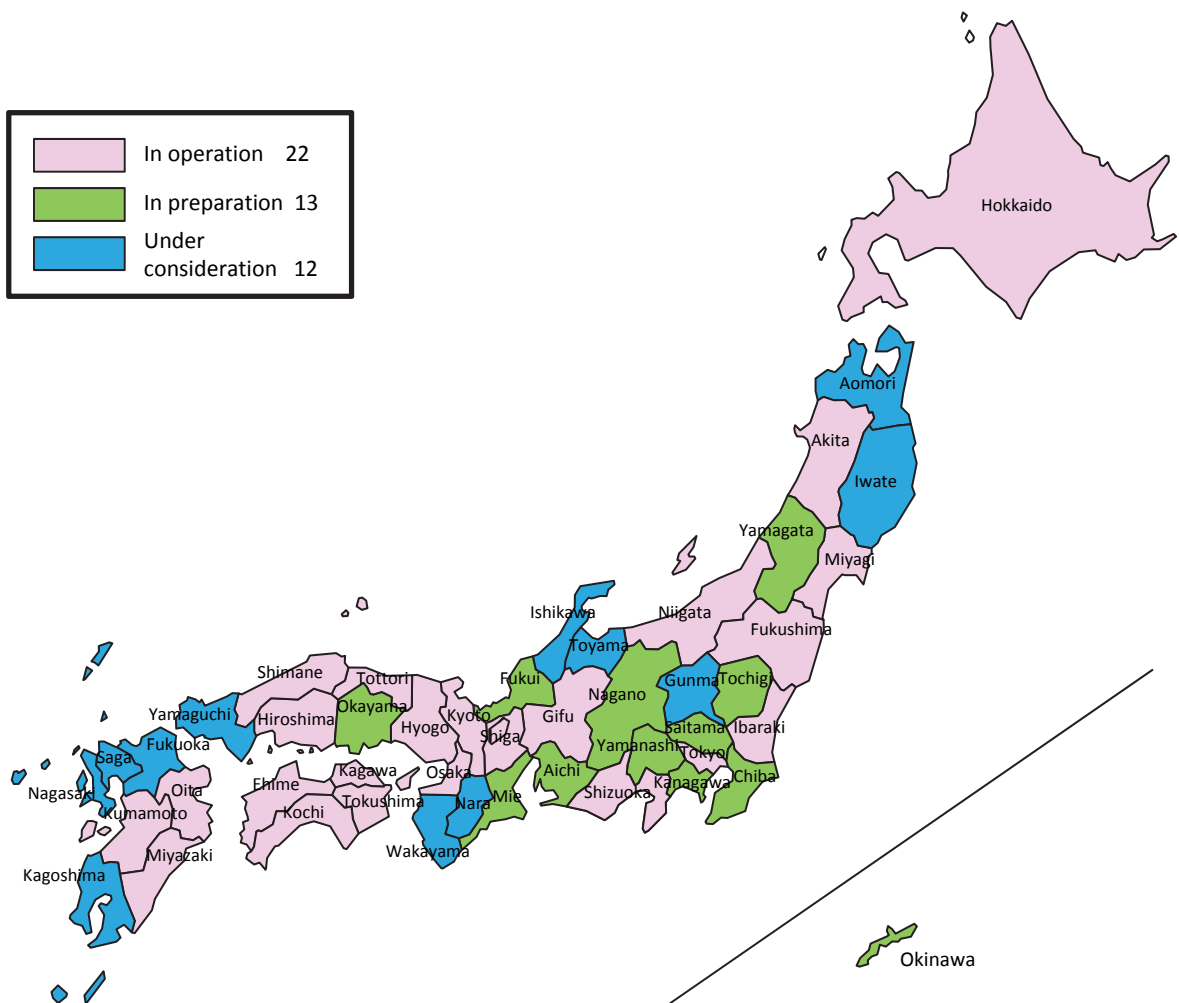 In operation 22
In preparation 13
Under
consideration 12
Hokkaido
Aomori
Akita
Iwate
Yamagata
Miyagi
Ishikawa
Niigata
Fukushima
Toyama
Shimane
Tottori
Fukui
Nagano
Gunma
Tochigi
Yamaguchi
Hiroshima
Okayama
Hyogo
Kyoto
Shiga
Gifu
Saitama
Ibaraki
Fukuoka
Saga
Yamanashi
Tokyo
Nagasaki
Oita
Ehime
Kagawa
Osaka
Aichi
Kanagawa
Chiba
Kumamoto
Kochi
Tokushima
Nara
Mie
Shizuoka
Miyazaki
Wakayama
Kagoshima
Okinawa